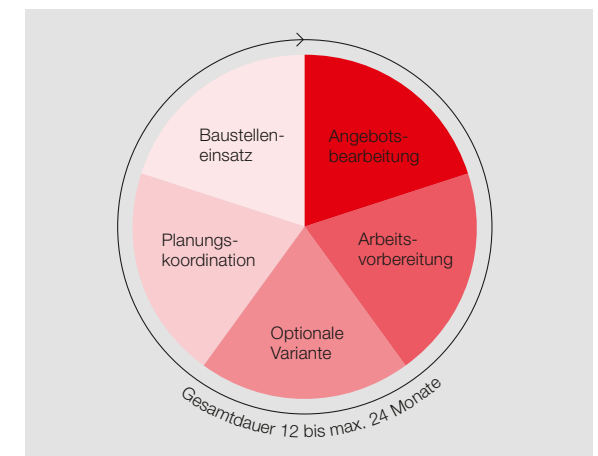 Angebots-
bearbeitung
Arbeits-
vorbereitung
Optionale
Variante
Planungs-
koordination
Baustellen-
einsatz
Gesamtdauer 12 bis max. 24 Monate